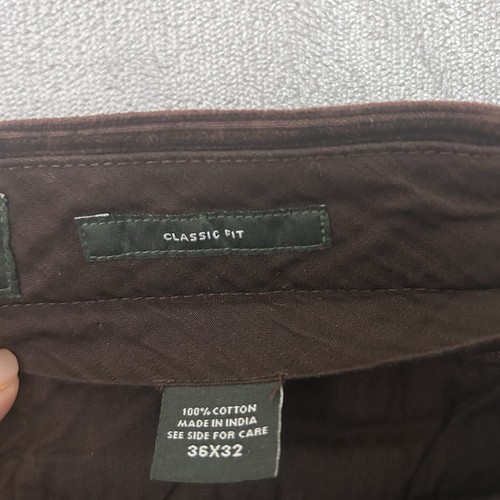 CLASSIC FIT
100% COTTON
MADE IN INDIA
SEE SIDE FOR CARE
36X32